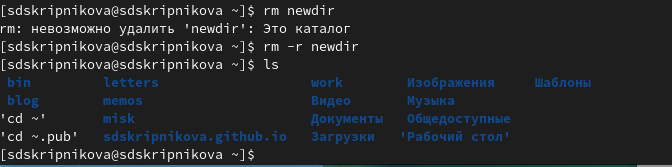 [sdskripnikova@sdskripnikova ~]$ rm newdir
rm: невозможно удалить 'newdir': Это каталог
[sdskripnikova@sdskripnikova ~]$ rm -r newdir
[sdskripnikova@sdskripnikova ~]$ ls
bin letters work Изображения Шаблоны
blog memos Видео Музыка
'cd ~' misk Документы Общедоступные
'cd ~.pub' sdskripnikova.github.io Загрузки 'Рабочий стол'
[sdskripnikova@sdskripnikova ~]$